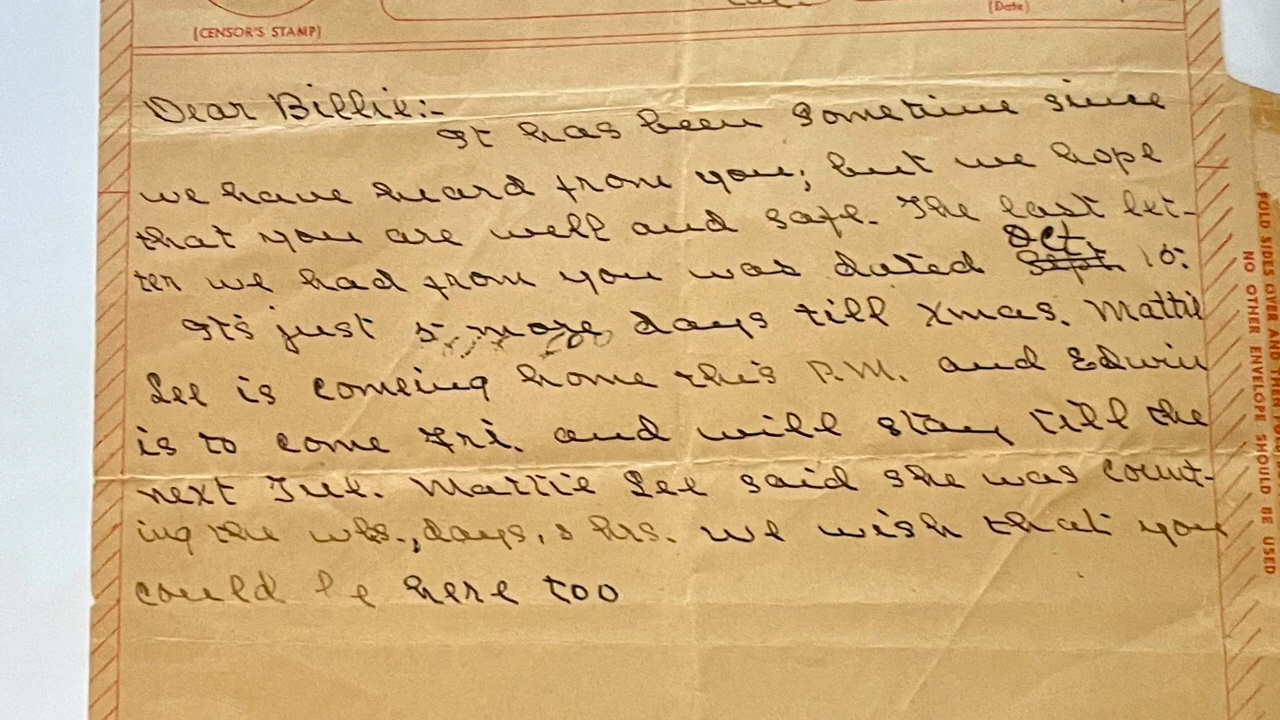 (CENSOR'S STAMP)
(Date)
Dear Billie:-
It has been sometime since
we have heard from you; but we hope
that you are well and safe. The last let-
ter we had from you was dated Sept. Oct. 10.
It's just 5 more days till Xmas. Mattie
Lee is comeing home this P.M. and Edwin
is to come Fri. and will stay till the
next Tue. Mattie Lee said she was count-
ing the wks., days, & hrs. We wish that you
could be here too
FOLD SIDES OVER AND THEN
NO OTHER ENVELOPE SHOULD BE USED